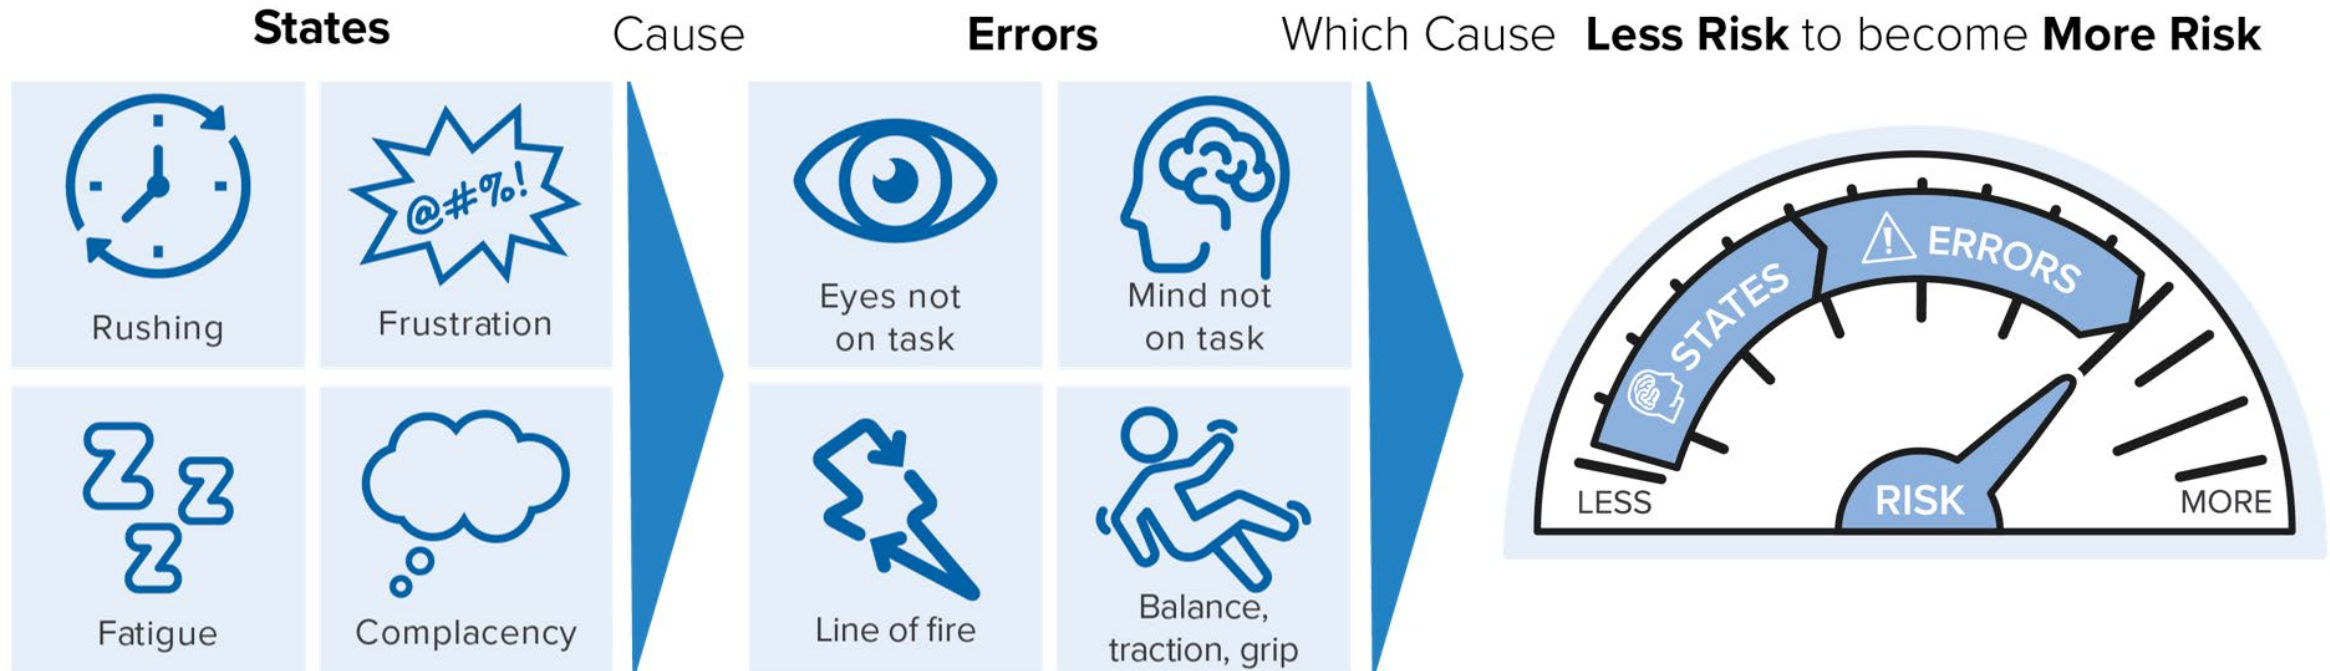 States Cause Errors Which Cause Less Risk to become More Risk
@#%!
Rushing
Frustration
Eyes not
on task
Mind not
on task
Fatigue
Complacency
Line of fire
Balance,
traction, grip
STATES
ERRORS
LESS
RISK
MORE